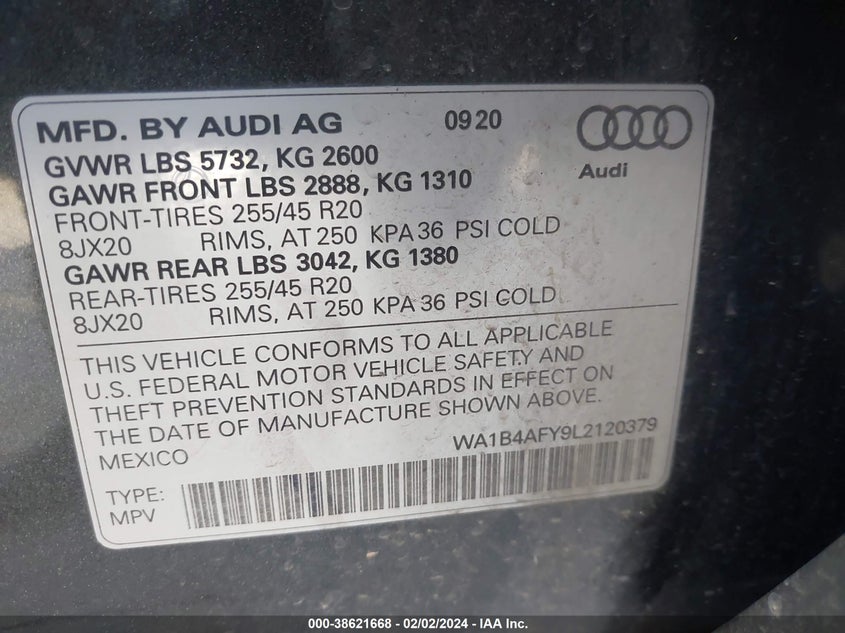 MFD. BY AUDI AG 09 20
Audi
GVWR LBS 5732, KG 2600
GAWR FRONT LBS 2888, KG 1310
FRONT-TIRES 255/45 R20
8JX20 RIMS, AT 250 KPA 36 PSI COLD
GAWR REAR LBS 3042, KG 1380
REAR-TIRES 255/45 R20
8JX20 RIMS, AT 250 KPA 36 PSI COLD
THIS VEHICLE CONFORMS TO ALL APPLICABLE
U.S. FEDERAL MOTOR VEHICLE SAFETY AND
THEFT PREVENTION STANDARDS IN EFFECT ON
THE DATE OF MANUFACTURE SHOWN ABOVE.
MEXICO WA1B4AFY9L2120379
TYPE:
MPV
000-38621668 - 02/02/2024 - IAA Inc.